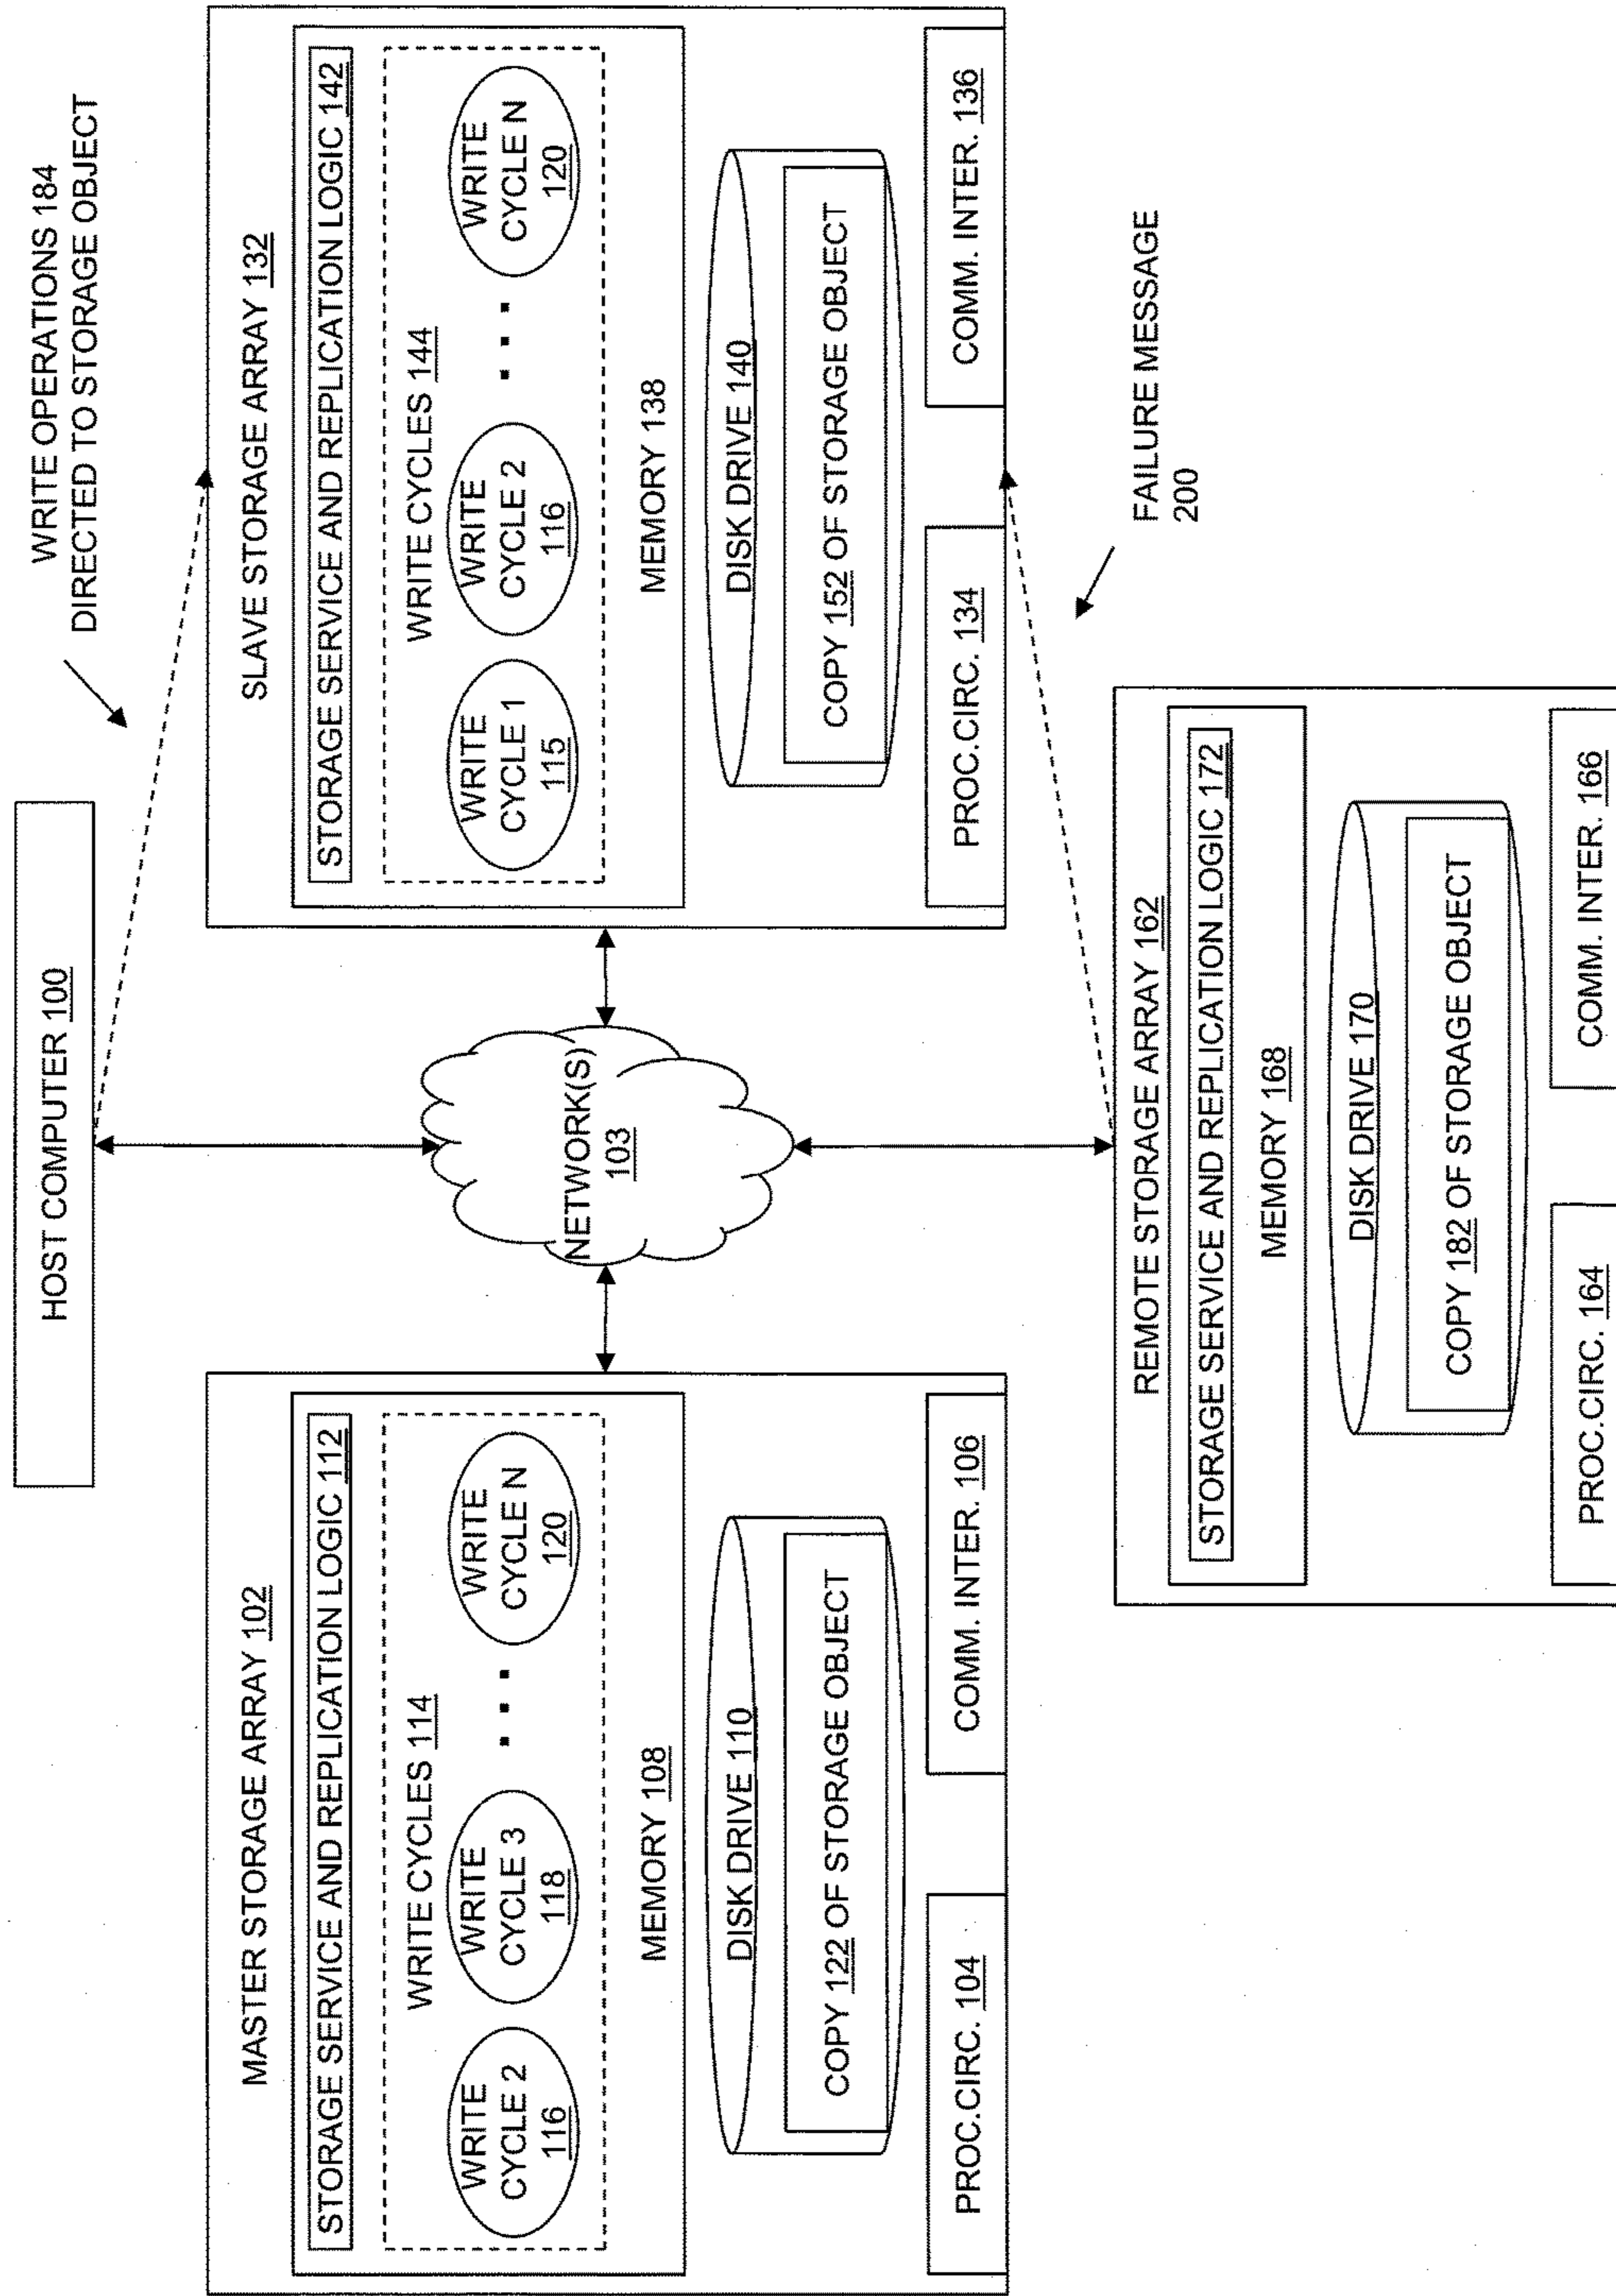 HOST COMPUTER 100
WRITE OPERATIONS 184
DIRECTED TO STORAGE OBJECT
MASTER STORAGE ARRAY 102
STORAGE SERVICE AND REPLICATION LOGIC 112
WRITE CYCLES 114
WRITE
CYCLE 2
116
WRITE
CYCLE 3
118
WRITE
CYCLE N
120
MEMORY 108
DISK DRIVE 110
COPY 122 OF STORAGE OBJECT
PROC.CIRC. 104
COMM. INTER. 106
NETWORK(S)
103
SLAVE STORAGE ARRAY 132
STORAGE SERVICE AND REPLICATION LOGIC 142
WRITE CYCLES 144
WRITE
CYCLE 1
115
WRITE
CYCLE 2
116
WRITE
CYCLE N
120
MEMORY 138
DISK DRIVE 140
COPY 152 OF STORAGE OBJECT
PROC.CIRC. 134
COMM. INTER. 136
FAILURE MESSAGE
200
REMOTE STORAGE ARRAY 162
STORAGE SERVICE AND REPLICATION LOGIC 172
MEMORY 168
DISK DRIVE 170
COPY 182 OF STORAGE OBJECT
PROC.CIRC. 164
COMM. INTER. 166